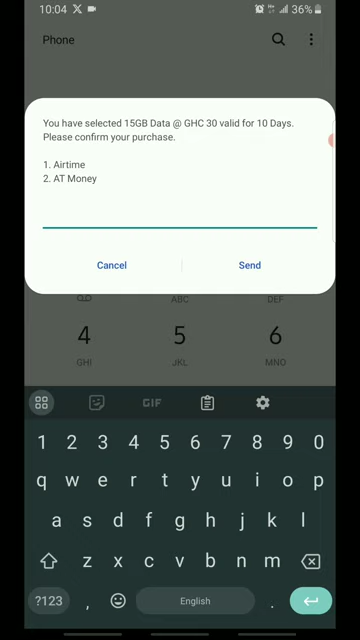 10:04 36%
Phone
You have selected 15GB Data @ GHC 30 valid for 10 Days.
Please confirm your purchase.
1. Airtime
2. AT Money
Cancel Send
ABC DEF
4 5 6
GHI JKL MNO
GIF
1 2 3 4 5 6 7 8 9 0
q w e r t y u i o p
a s d f g h j k l
z x c v b n m
?123 , English .